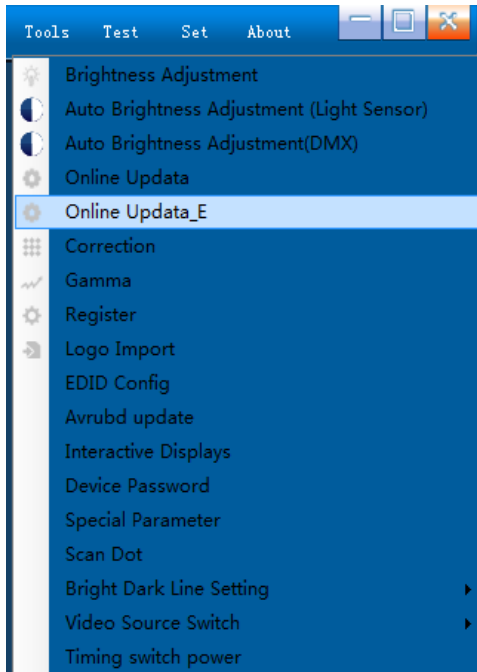 Tools Test Set About
Brightness Adjustment
Auto Brightness Adjustment (Light Sensor)
Auto Brightness Adjustment(DMX)
Online Updata
Online Updata_E
Correction
Gamma
Register
Logo Import
EDID Config
Avrubd update
Interactive Displays
Device Password
Special Parameter
Scan Dot
Bright Dark Line Setting
Video Source Switch
Timing switch power